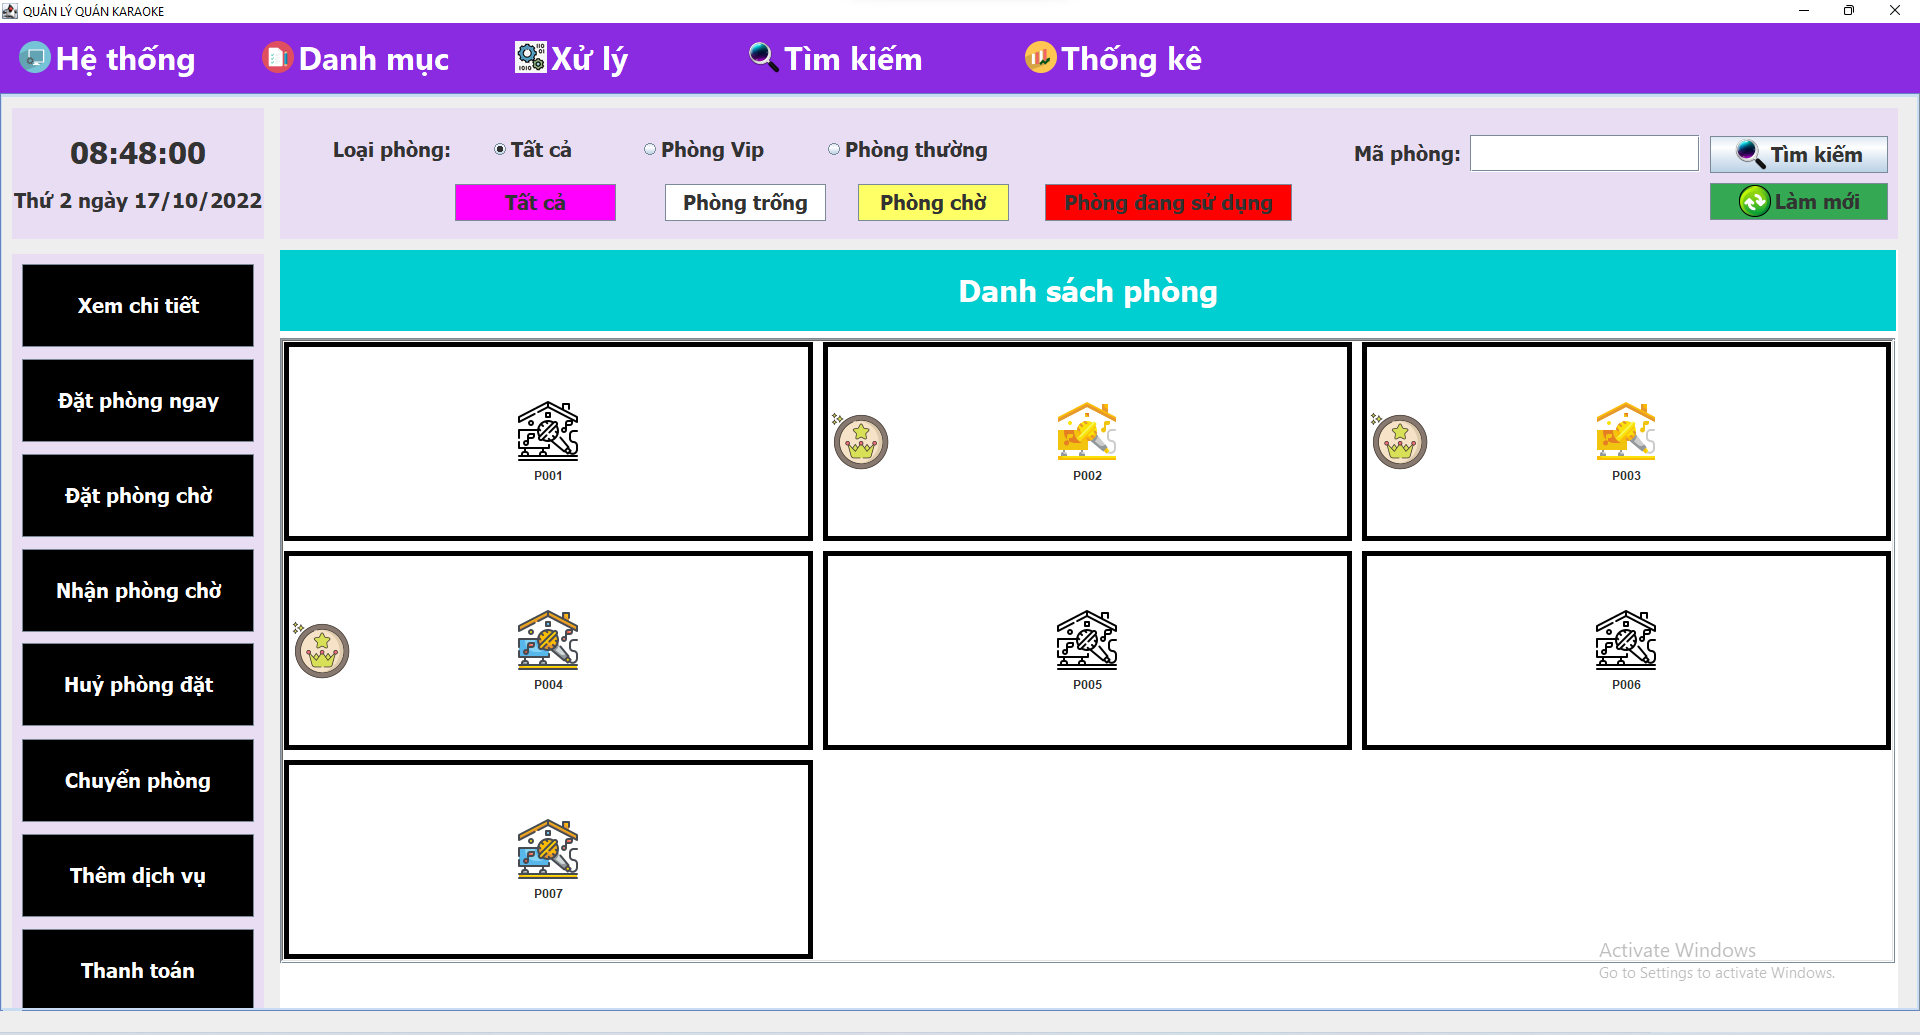 QUẢN LÝ QUÁN KARAOKE
Hệ thống Danh mục Xử lý Tìm kiếm Thống kê
08:48:00
Thứ 2 ngày 17/10/2022
Loại phòng: Tất cả Phòng Vip Phòng thường
Mã phòng: Tìm kiếm
Tất cả Phòng trống Phòng chờ Phòng đang sử dụng
Làm mới
Xem chi tiết
Đặt phòng ngay
Đặt phòng chờ
Nhận phòng chờ
Huỷ phòng đặt
Chuyển phòng
Thêm dịch vụ
Thanh toán
Danh sách phòng
P001 P002 P003
P004 P005 P006
P007
Activate Windows
Go to Settings to activate Windows.